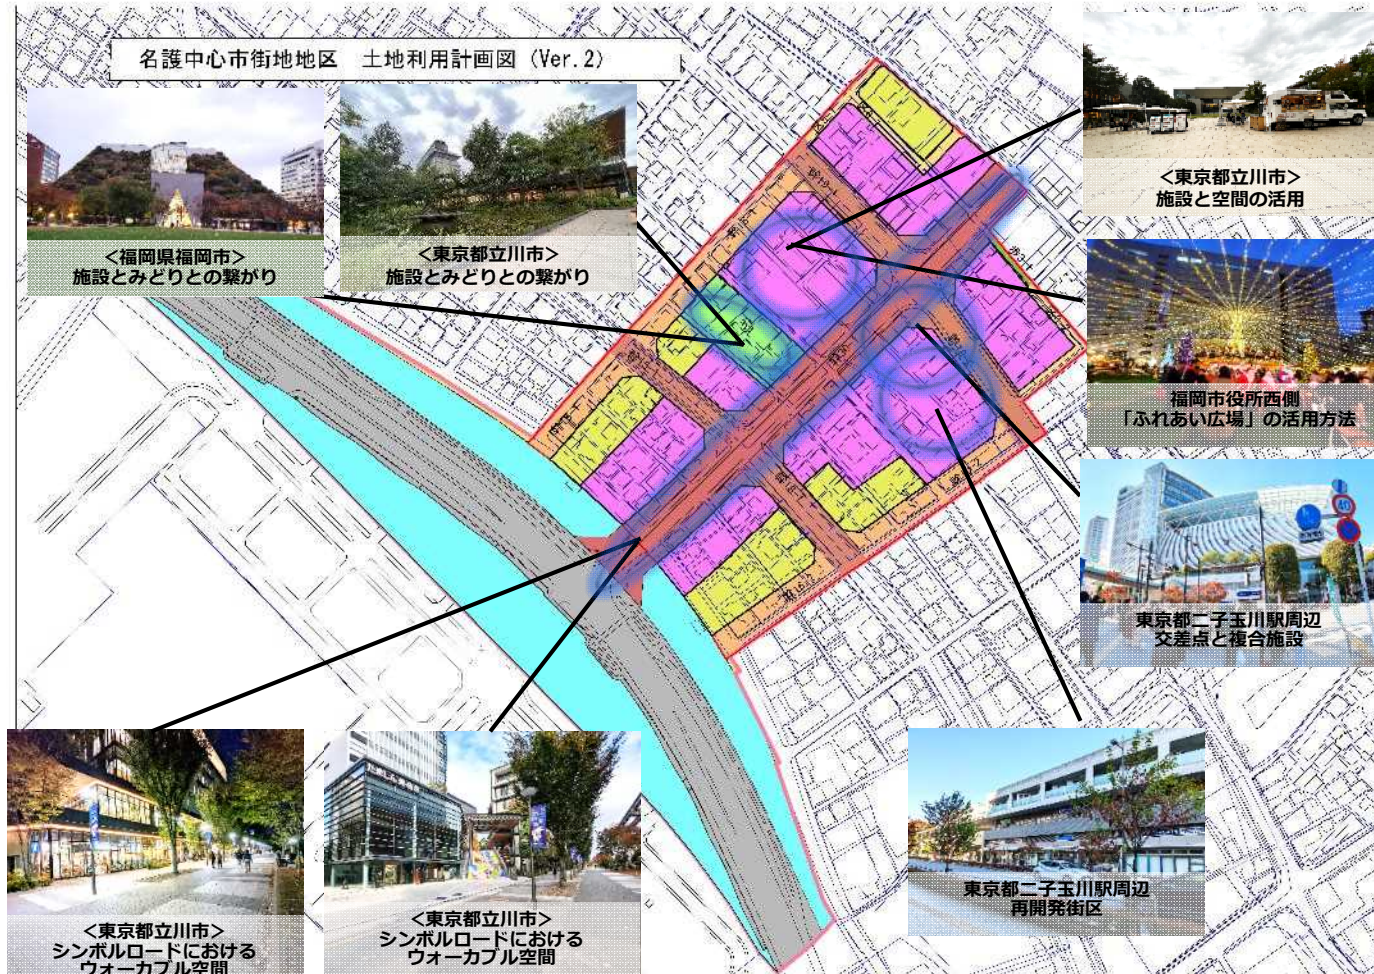 名護中心市街地地区　土地利用計画図（Ver.2）
＜福岡県福岡市＞
施設とみどりとの繋がり
＜東京都立川市＞
施設とみどりとの繋がり
＜東京都立川市＞
施設と空間の活用
福岡市役所西側
「ふれあい広場」の活用方法
東京都二子玉川駅周辺
交差点と複合施設
東京都二子玉川駅周辺
再開発街区
＜東京都立川市＞
シンボルロードにおける
ウォーカブル空間
＜東京都立川市＞
シンボルロードにおける
ウォーカブル空間